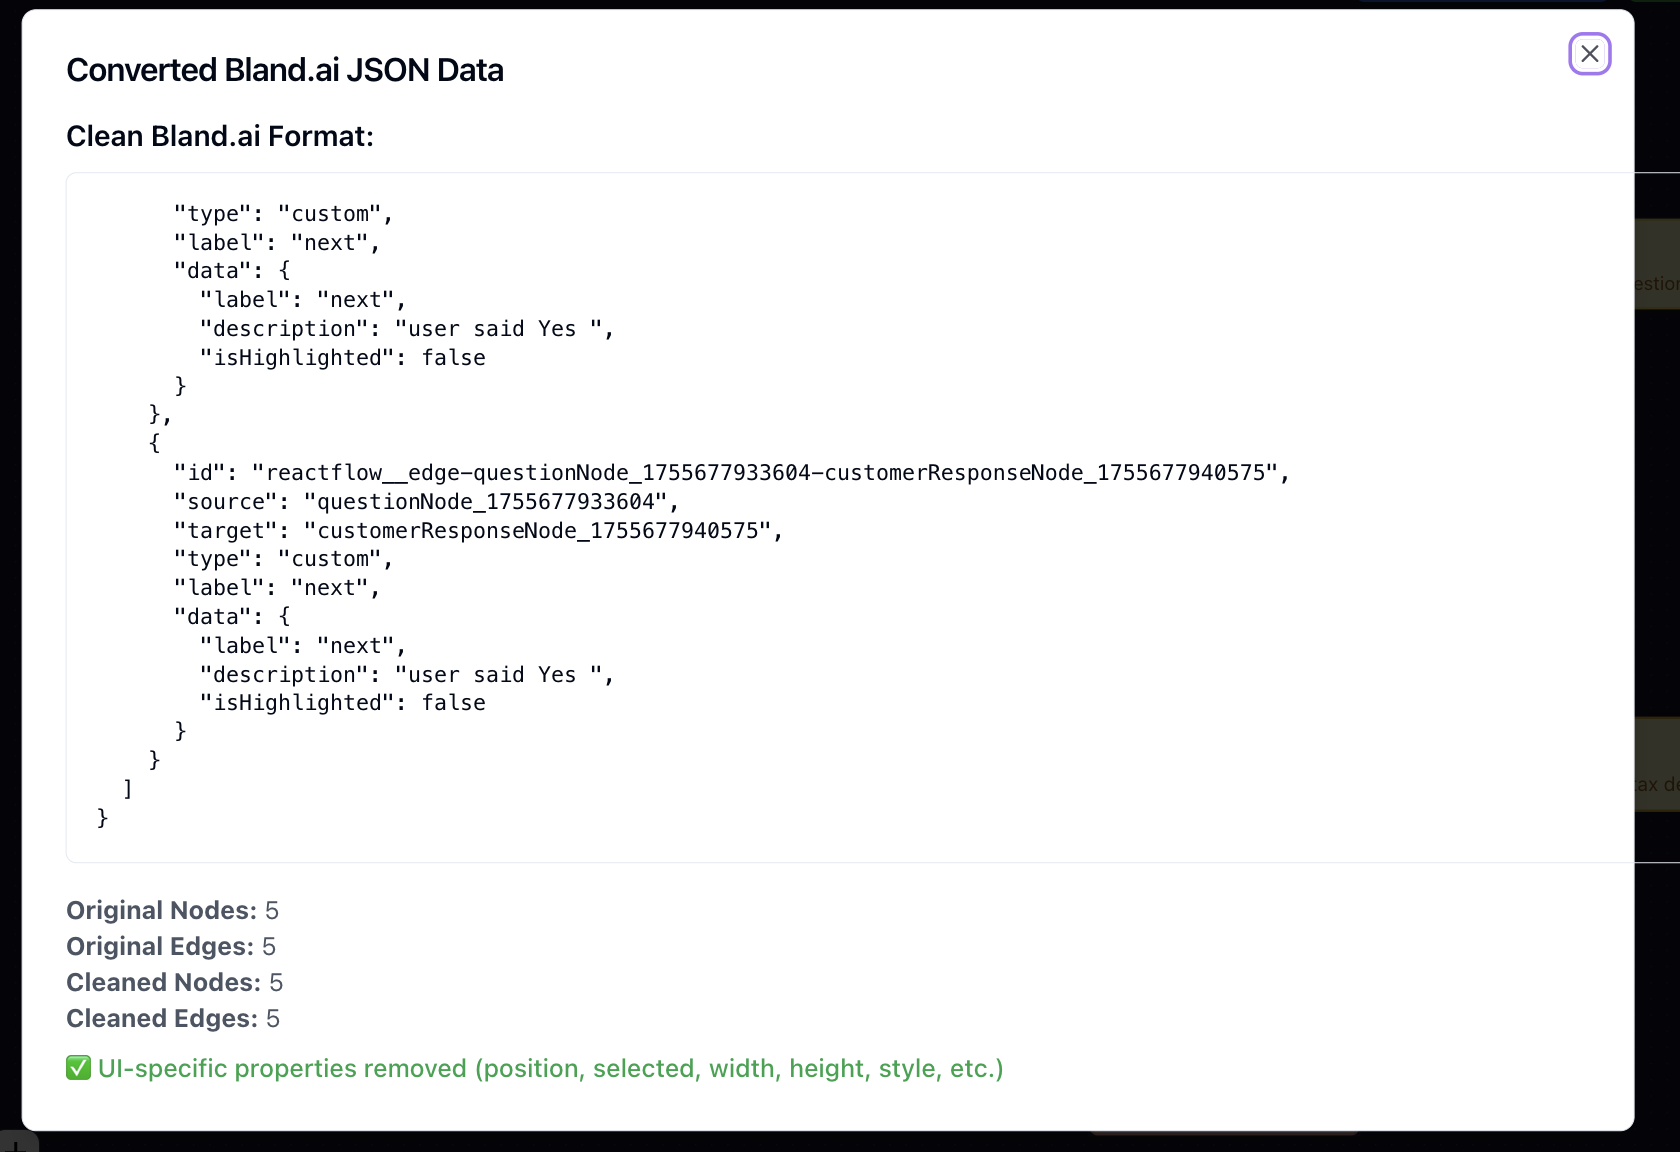 Converted Bland.ai JSON Data
Clean Bland.ai Format:
"type": "custom",
"label": "next",
"data": {
"label": "next",
"description": "user said Yes ",
"isHighlighted": false
}
},
{
"id": "reactflow__edge-questionNode_1755677933604-customerResponseNode_1755677940575",
"source": "questionNode_1755677933604",
"target": "customerResponseNode_1755677940575",
"type": "custom",
"label": "next",
"data": {
"label": "next",
"description": "user said Yes ",
"isHighlighted": false
}
}
]
}
estion
tax de
Original Nodes: 5
Original Edges: 5
Cleaned Nodes: 5
Cleaned Edges: 5
✅ UI-specific properties removed (position, selected, width, height, style, etc.)